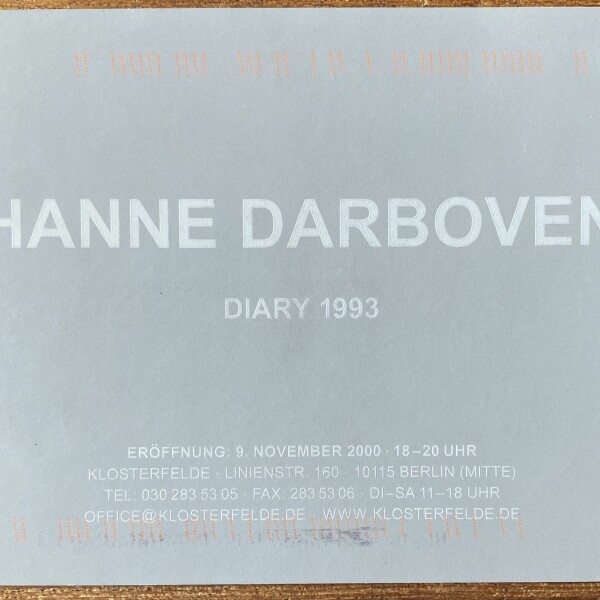 HANNE DARBOVEN
DIARY 1993
ERÖFFNUNG: 9. NOVEMBER 2000 · 18–20 UHR
KLOSTERFELDE · LINIENSTR. 160 · 10115 BERLIN (MITTE)
TEL: 030 283 53 05 · FAX: 283 53 06 · DI–SA 11–18 UHR
OFFICE@KLOSTERFELDE.DE · WWW.KLOSTERFELDE.DE